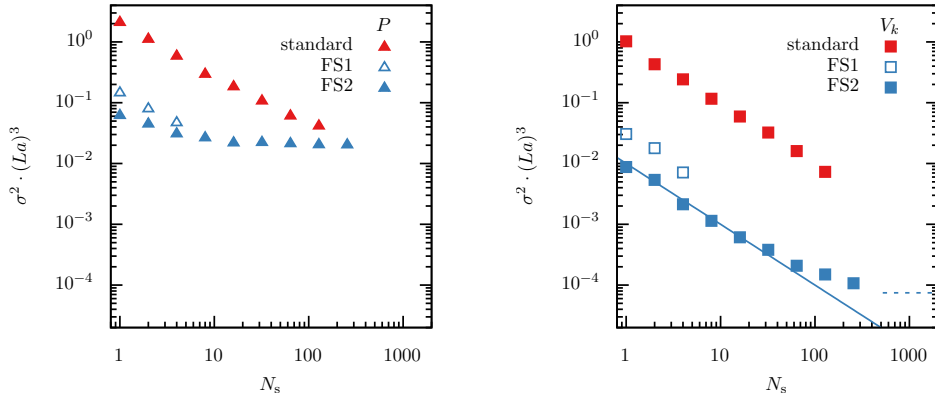 P
standard
FS1
FS2
10^0
10^{-1}
10^{-2}
10^{-3}
10^{-4}
σ^2 · (La)^3
1 10 100 1000
N_s
V_k
standard
FS1
FS2
10^0
10^{-1}
10^{-2}
10^{-3}
10^{-4}
σ^2 · (La)^3
1 10 100 1000
N_s